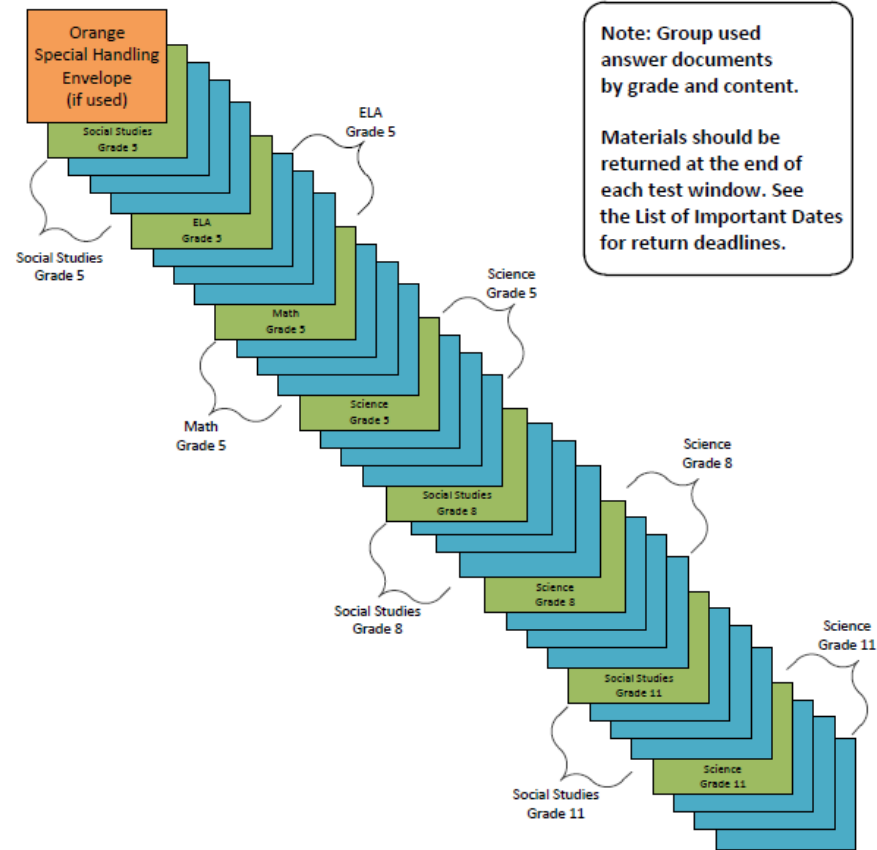 Orange
Special Handling
Envelope
(if used)
Note: Group used
answer documents
by grade and content.
Materials should be
returned at the end of
each test window. See
the List of Important Dates
for return deadlines.
Social Studies
Grade 5
ELA
Grade 5
Social Studies
Grade 5
ELA
Grade 5
Science
Grade 5
Math
Grade 5
Math
Grade 5
Science
Grade 5
Science
Grade 8
Social Studies
Grade 8
Social Studies
Grade 8
Science
Grade 8
Science
Grade 11
Social Studies
Grade 11
Social Studies
Grade 11
Science
Grade 11